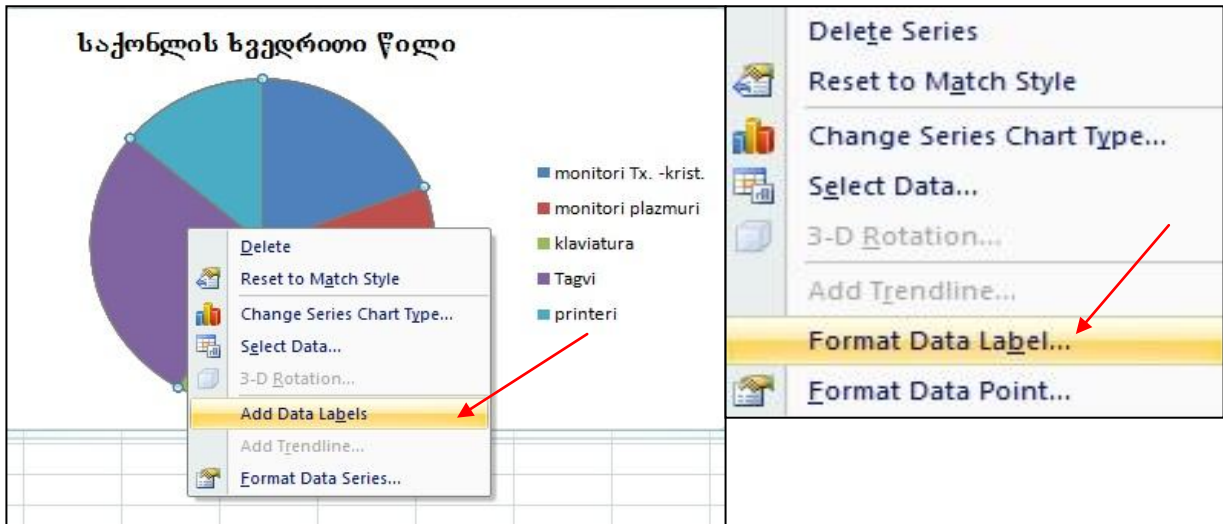 საქონლის ხვედრითი წილი
monitori Tx. -krist.
monitori plazmuri
klaviatura
Tagvi
printeri
Delete
Reset to Match Style
Change Series Chart Type...
Select Data...
3-D Rotation...
Add Data Labels
Add Trendline...
Format Data Series...
Delete Series
Reset to Match Style
Change Series Chart Type...
Select Data...
3-D Rotation...
Add Trendline...
Format Data Label...
Format Data Point...